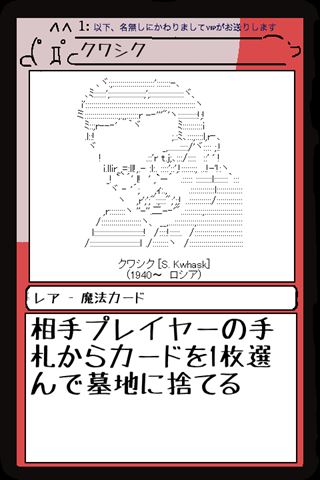 1: 以下、名無しにかわりましてVIPがお送りします
クワシク
クワシク [S. Kwhask]
(1940～ ロシア)
レア - 魔法カード
相手プレイヤーの手
札からカードを1枚選
んで墓地に捨てる